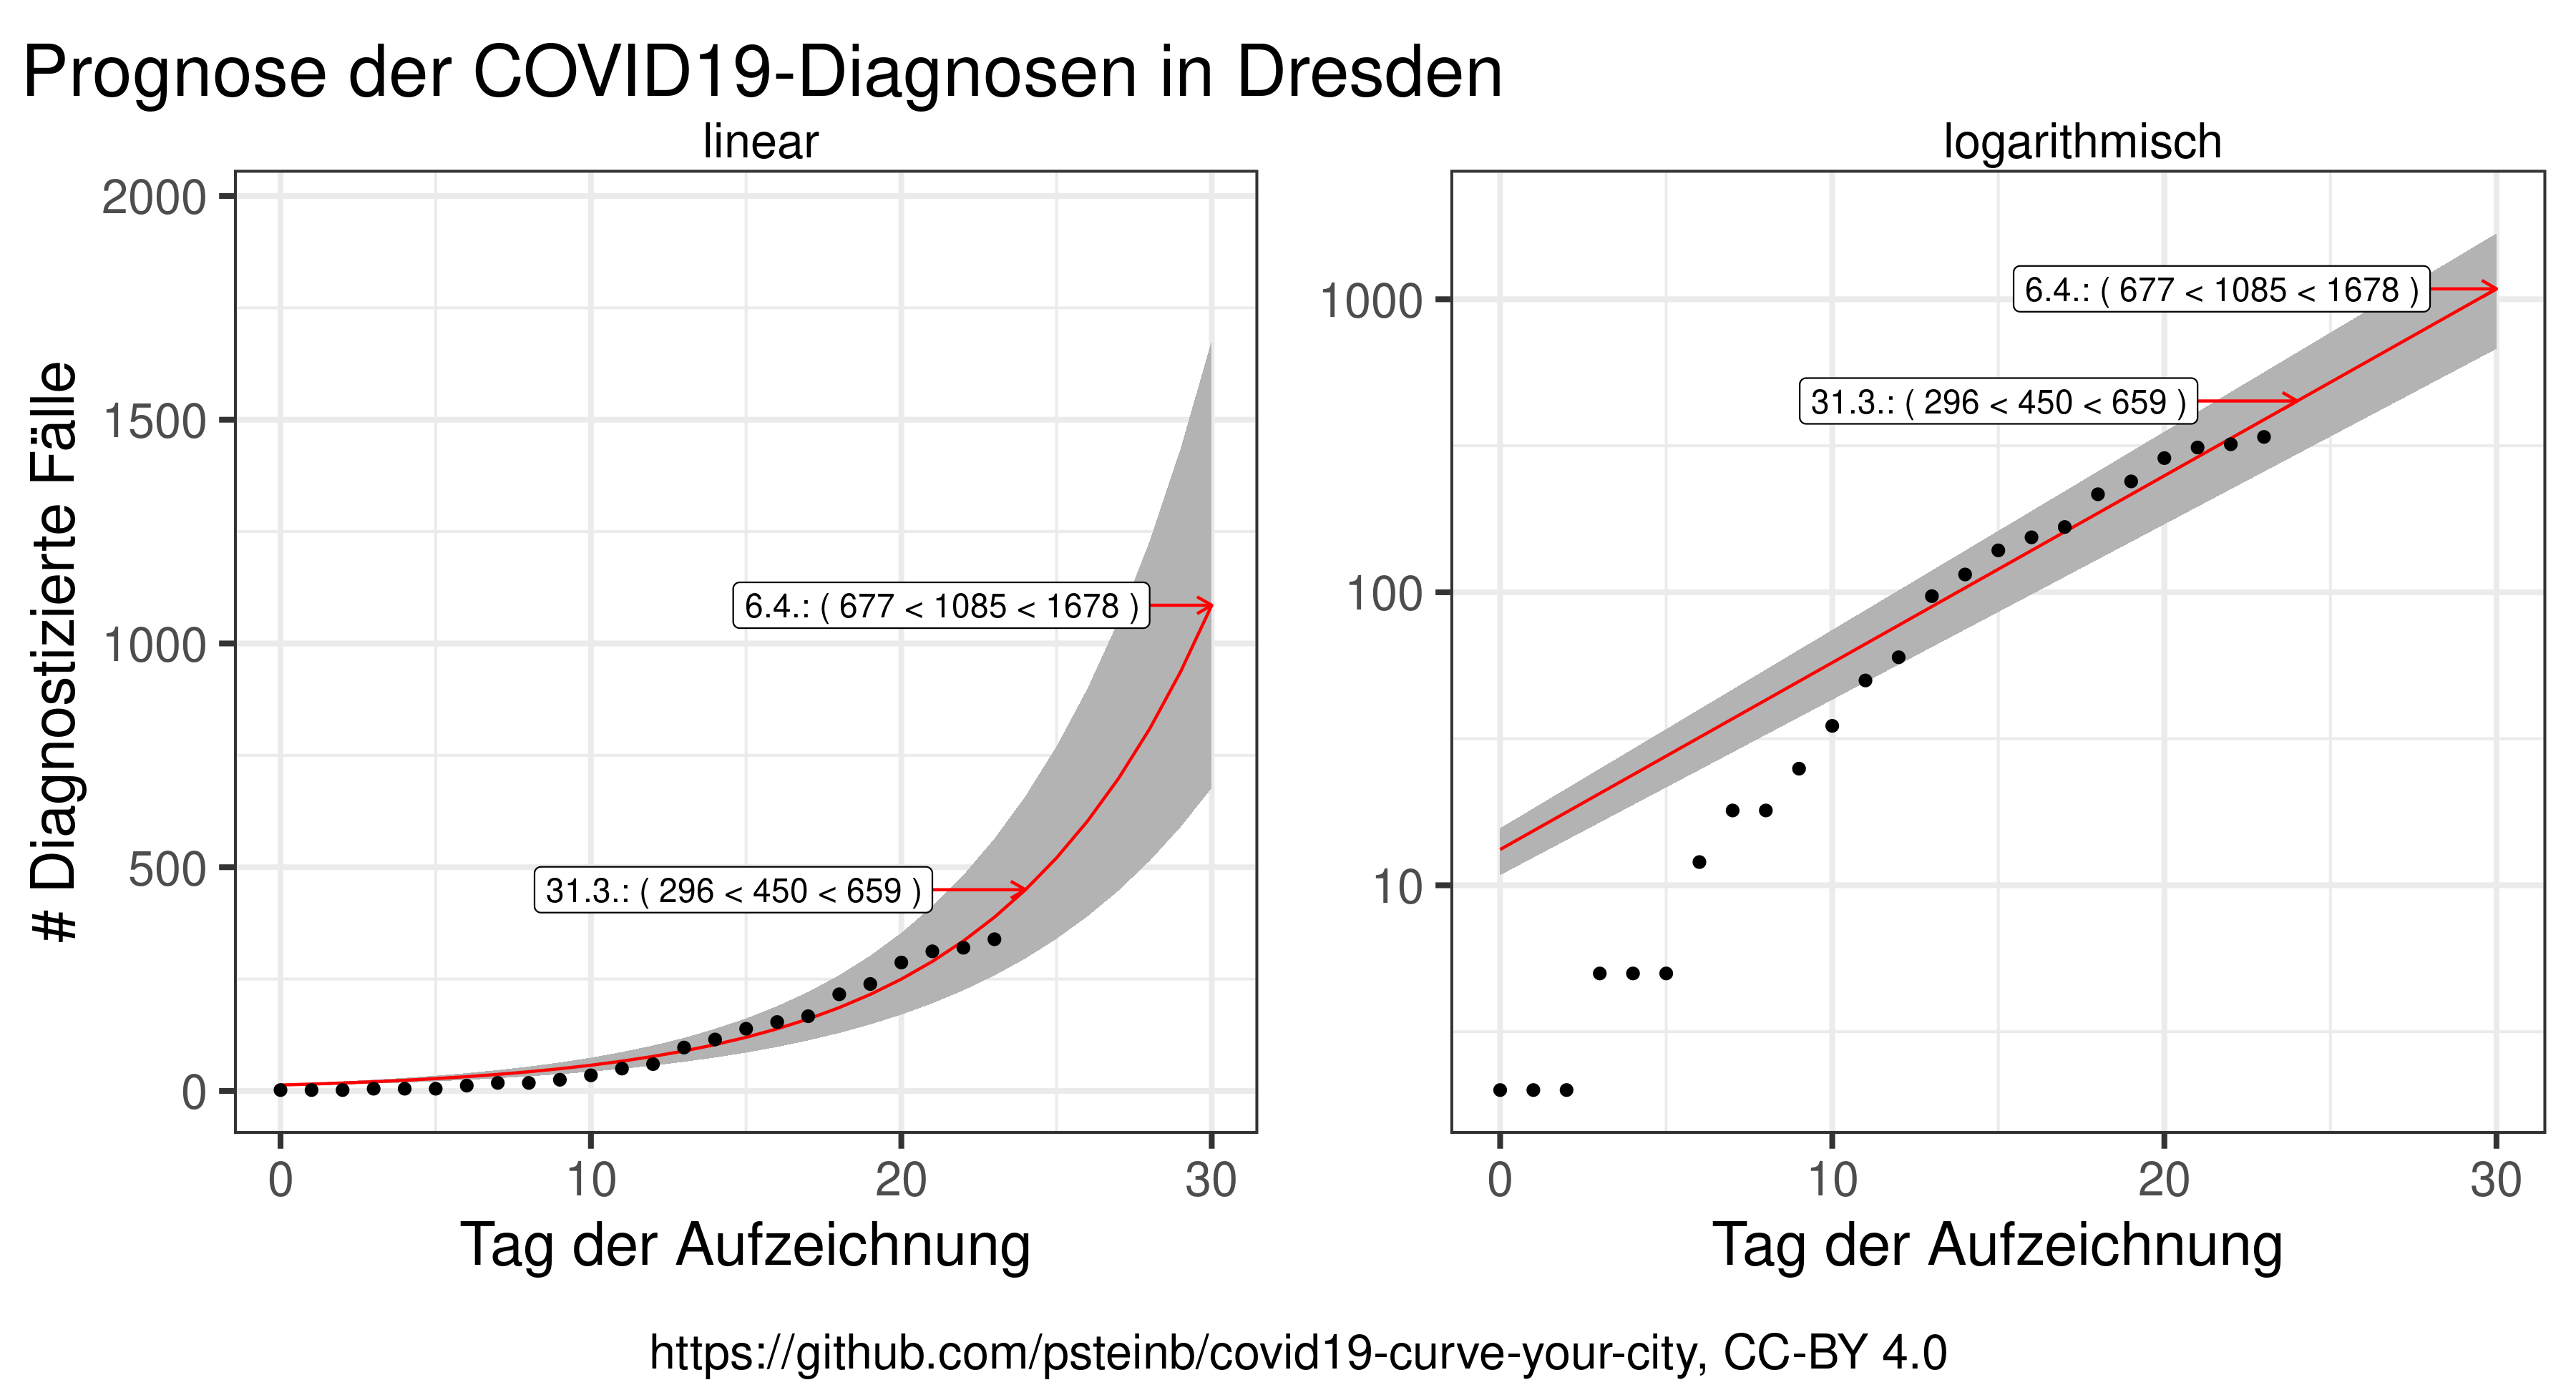 Prognose der COVID19-Diagnosen in Dresden
linear
# Diagnostizierte Fälle
2000
1500
1000
500
0
6.4.: ( 677 < 1085 < 1678 )
31.3.: ( 296 < 450 < 659 )
0 10 20 30
Tag der Aufzeichnung
logarithmisch
1000
100
10
6.4.: ( 677 < 1085 < 1678 )
31.3.: ( 296 < 450 < 659 )
0 10 20 30
Tag der Aufzeichnung
https://github.com/psteinb/covid19-curve-your-city, CC-BY 4.0